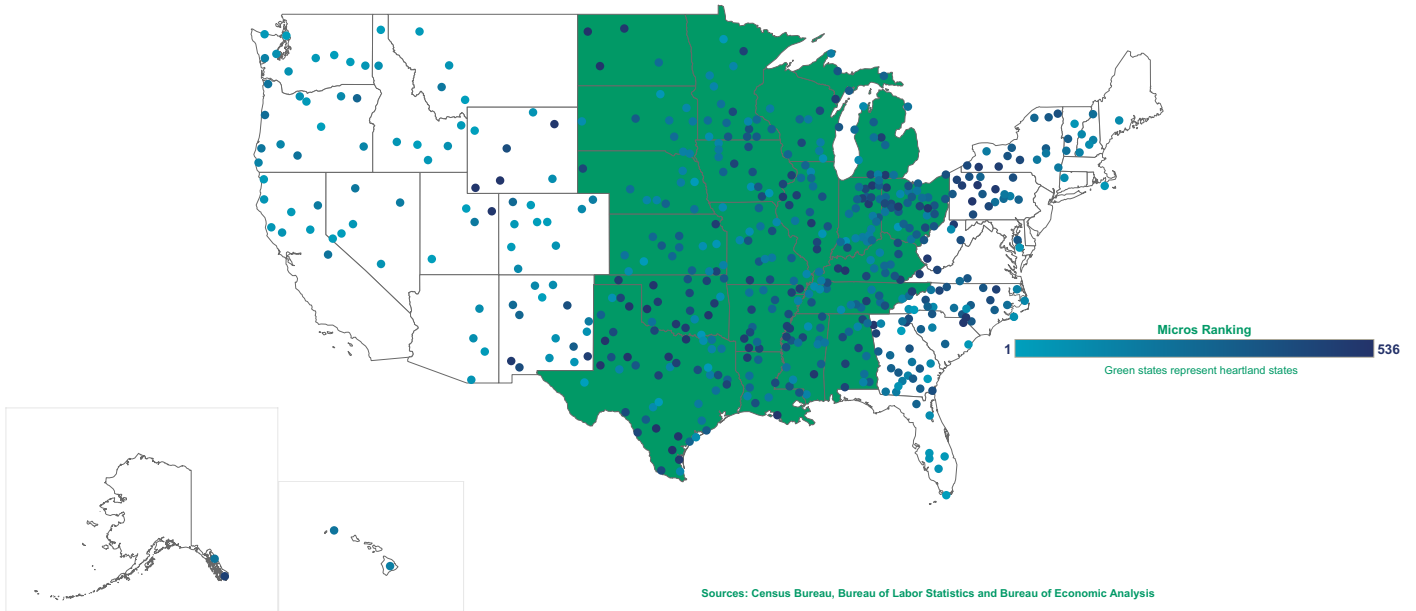 Micros Ranking
1 536
Green states represent heartland states
Sources: Census Bureau, Bureau of Labor Statistics and Bureau of Economic Analysis